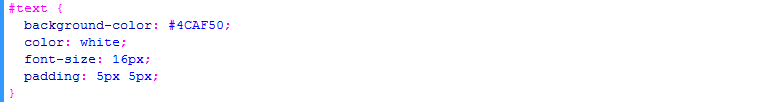 #text {
  background-color: #4CAF50;
  color: white;
  font-size: 16px;
  padding: 5px 5px;
}